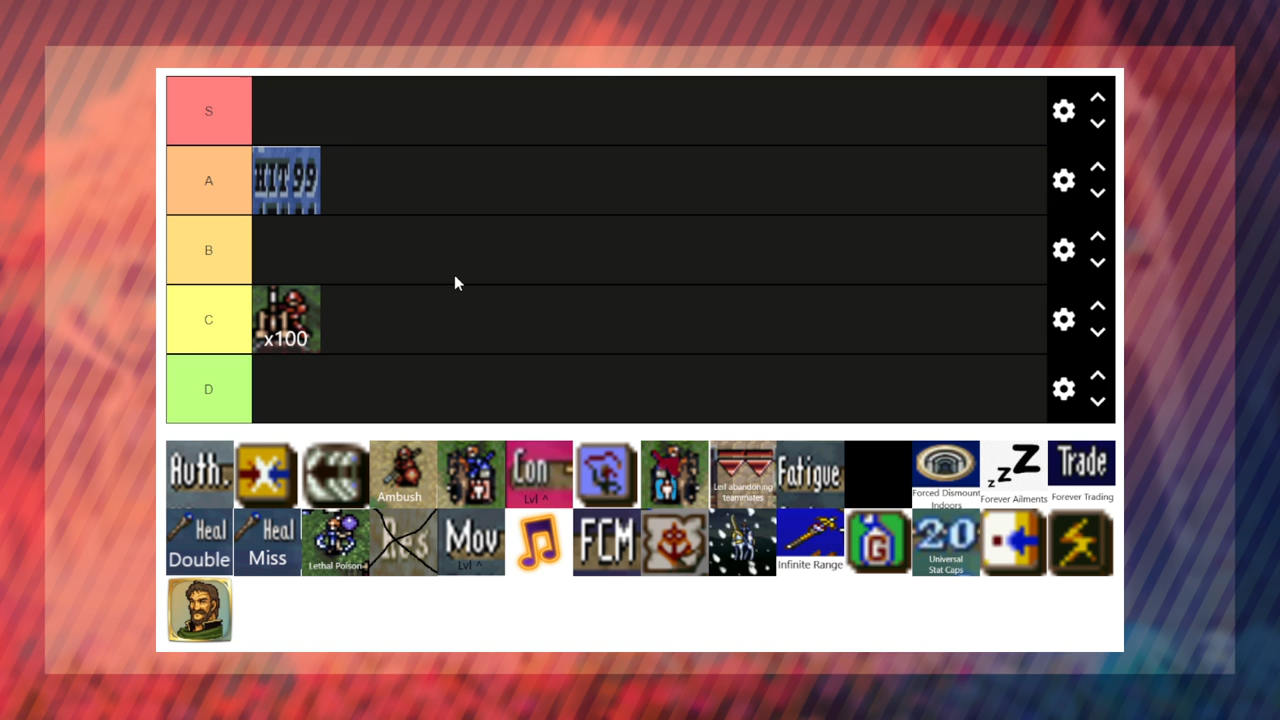 S
A
HIT 99
B
C
x100
D
Auth.
Ambush
Con
Lvl ^
Leif abandoning
teammates
Fatigue
Forced Dismount
Indoors
zzZ
Forever Ailments
Trade
Forever Trading
Heal
Double
Heal
Miss
Lethal Poison
Mov
Lvl ^
FCM
Infinite Range
G
20
Universal
Stat Caps